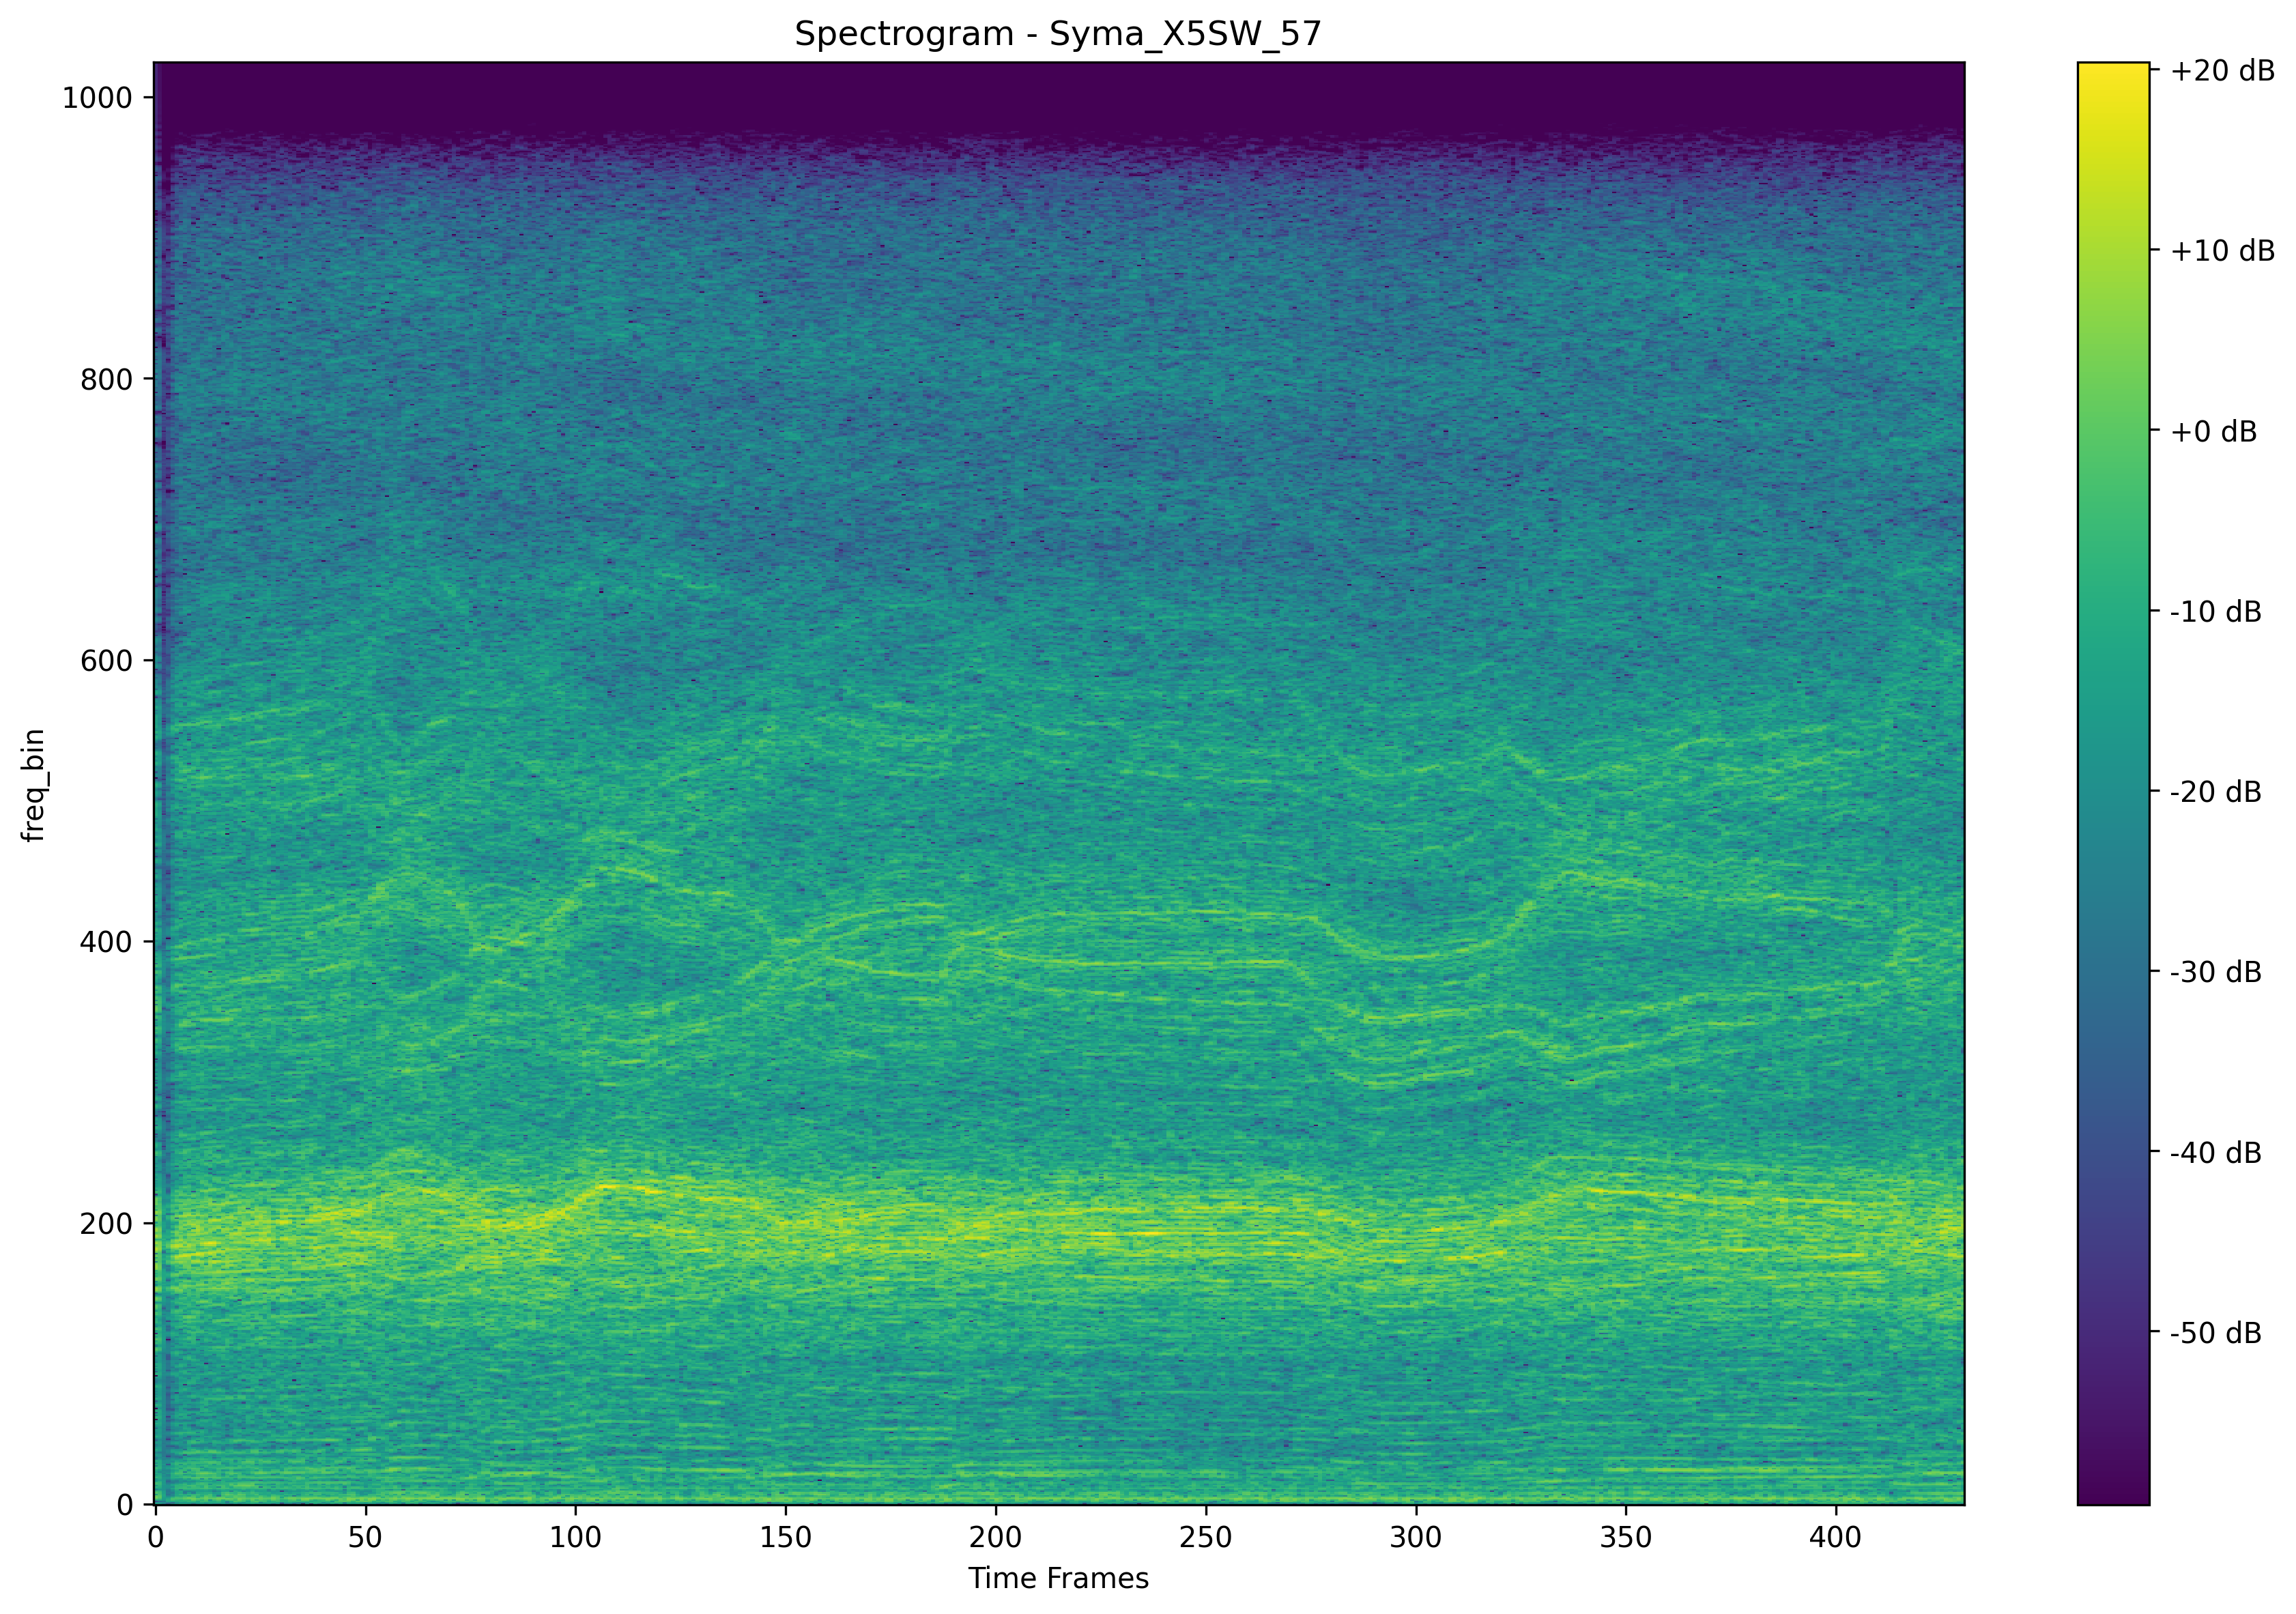 Spectrogram - Syma_X5SW_57
freq_bin
1000
800
600
400
200
0
0 50 100 150 200 250 300 350 400
Time Frames
+20 dB
+10 dB
+0 dB
-10 dB
-20 dB
-30 dB
-40 dB
-50 dB